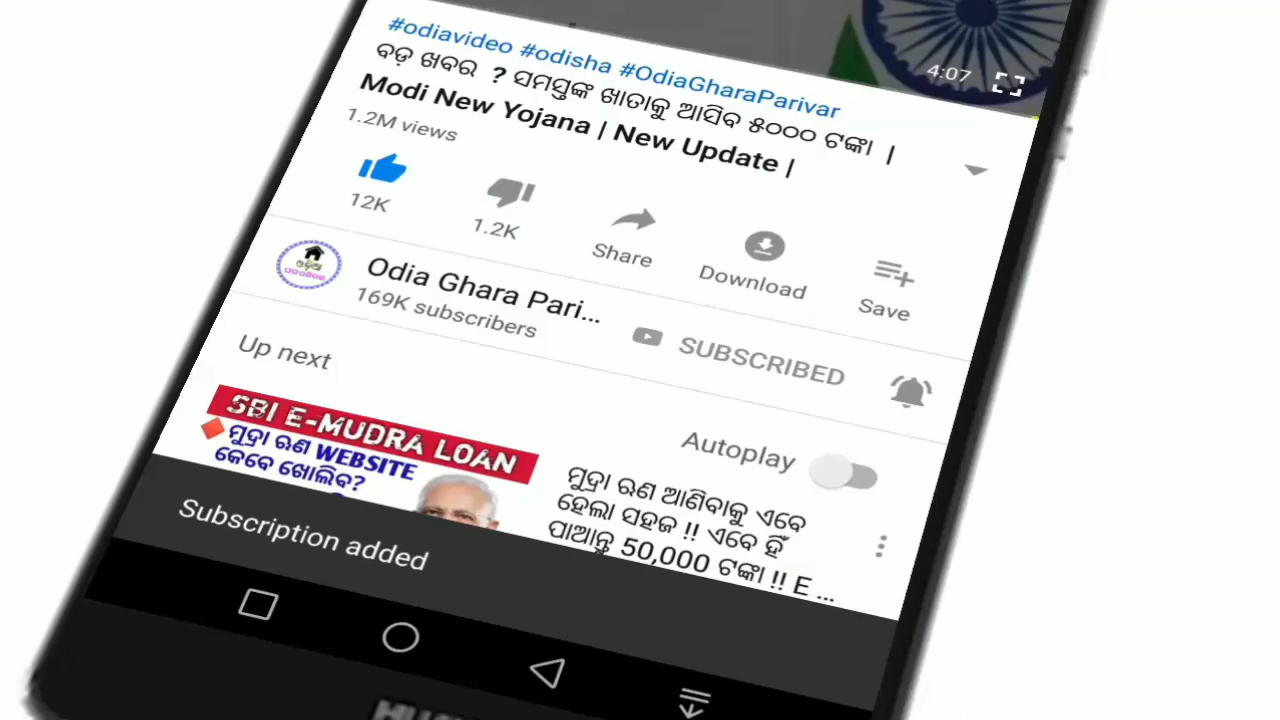 4:07
#odiavideo #odisha #OdiaGharaParivar
ବଡ଼ ଖବର ? ସମସ୍ତଙ୍କ ଖାତାକୁ ଆସିବ ୫୦୦୦ ଟଙ୍କା |
Modi New Yojana | New Update |
1.2M views
12K
1.2K
Share
Download
Save
ଓଡ଼ିଆ
ଘରପରିବାର
Odia Ghara Pari...
169K subscribers
SUBSCRIBED
Up next
Autoplay
SBI E-MUDRA LOAN
ମୁଦ୍ରା ଋଣ WEBSITE
କେବେ ଖୋଲିବ?
ମୁଦ୍ରା ଋଣ ଆଣିବାକୁ ଏବେ
ହେଲା ସହଜ !! ଏବେ ହିଁ
ପାଆନ୍ତୁ 50,000 ଟଙ୍କା !! E ...
Subscription added